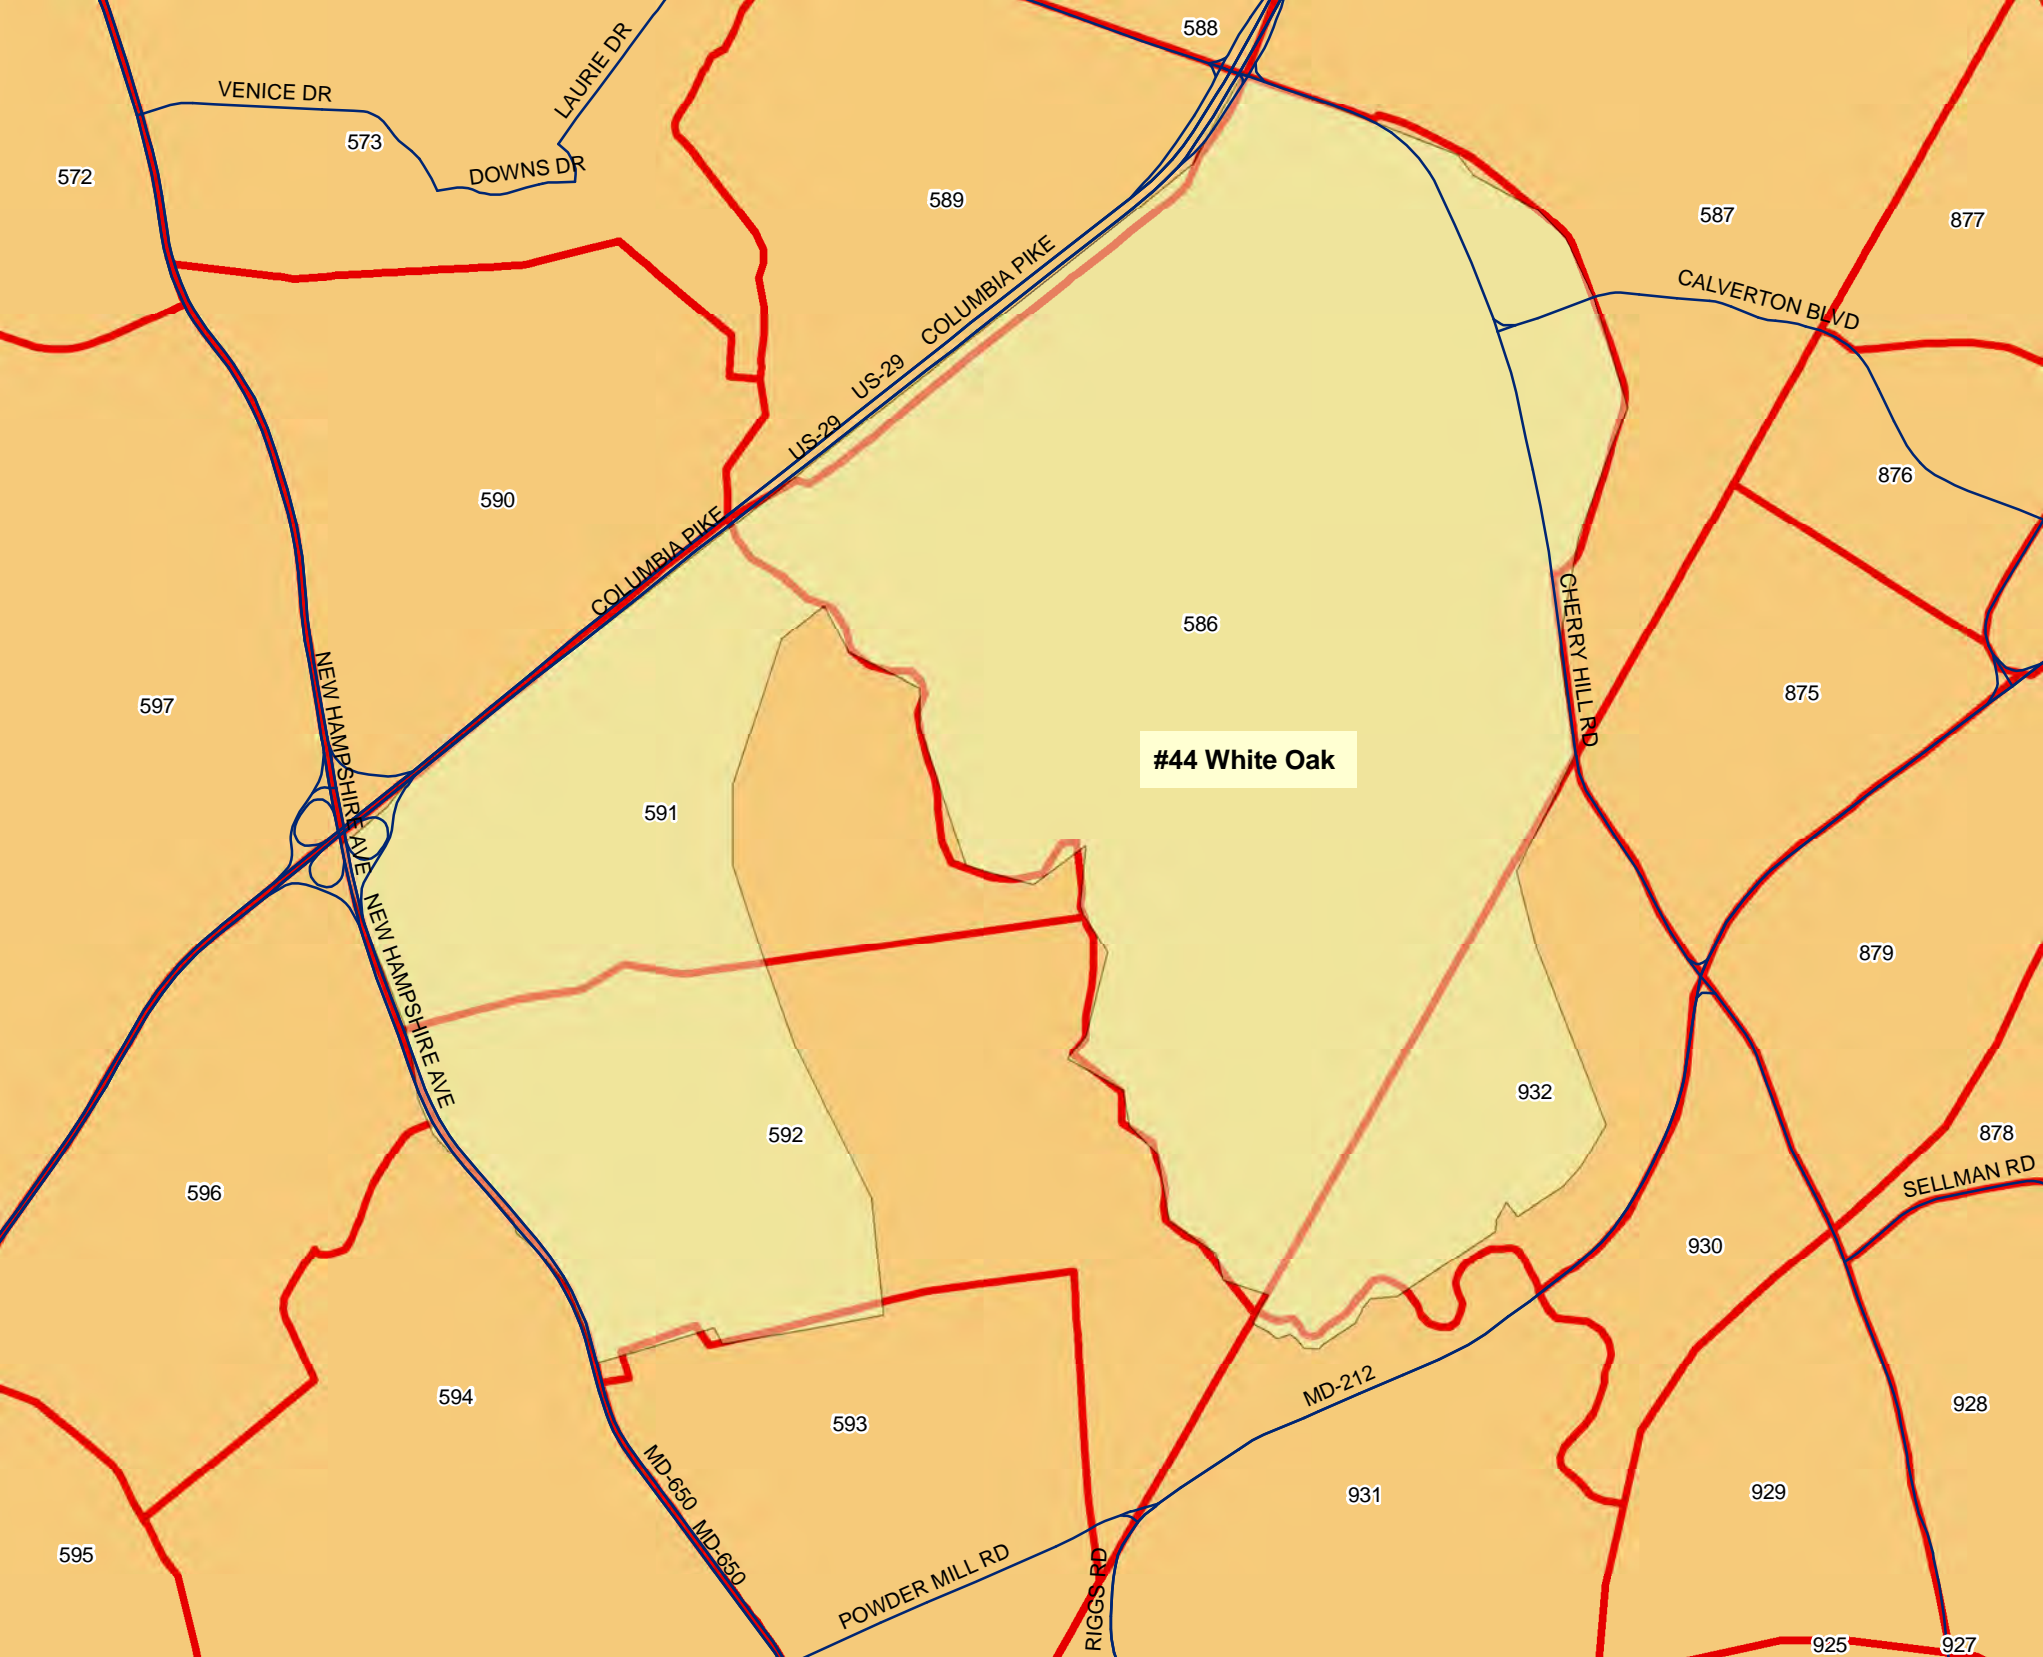 588
LAURIE DR
VENICE DR
573
DOWNS DR
572
589
587
877
COLUMBIA PIKE
CALVERTON BLVD
US-29
US-29
876
590
COLUMBIA PIKE
CHERRY HILL RD
586
NEW HAMPSHIRE AVE
597
875
#44 White Oak
591
NEW HAMPSHIRE AVE
879
932
592
878
SELLMAN RD
596
930
MD-212
594
593
928
MD-650
931
929
MD-650
595
POWDER MILL RD
RIGGS RD
925
927